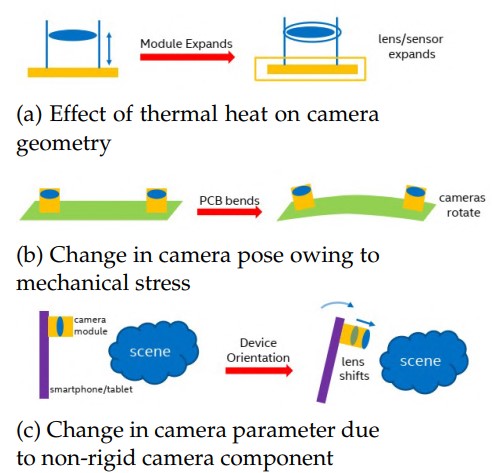 Module Expands
lens/sensor
expands
(a) Effect of thermal heat on camera
geometry
PCB bends
cameras
rotate
(b) Change in camera pose owing to
mechanical stress
camera
module
scene
smartphone/tablet
Device
Orientation
lens
shifts
scene
(c) Change in camera parameter due
to non-rigid camera component